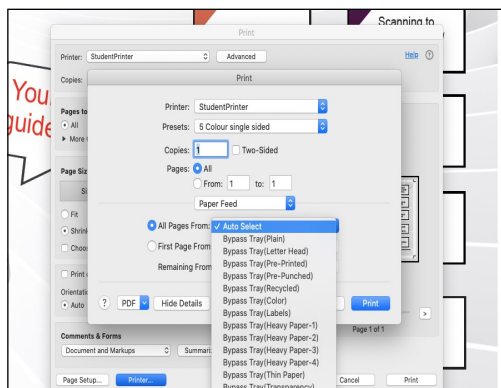 Scanning to
You
guide
Print
Printer: StudentPrinter Advanced Help ?
Copies:
Pages to
All
More
Page Siz
Fit
Shrink
Choo
Print
Orientatio
Auto
Comments & Forms
Document and Markups Summari
Page Setup... Printer... Cancel Print
Page 1 of 1
>
Print
Printer: StudentPrinter
Presets: 5 Colour single sided
Copies: 1 Two-Sided
Pages: All
From: 1 to: 1
Paper Feed
All Pages From: ✓ Auto Select
First Page From
Remaining From
Bypass Tray(Plain)
Bypass Tray(Letter Head)
Bypass Tray(Pre-Printed)
Bypass Tray(Pre-Punched)
Bypass Tray(Recycled)
Bypass Tray(Color)
Bypass Tray(Labels)
Bypass Tray(Heavy Paper-1)
Bypass Tray(Heavy Paper-2)
Bypass Tray(Heavy Paper-3)
Bypass Tray(Heavy Paper-4)
Bypass Tray(Thin Paper)
Bypass Tray(Transparency)
? PDF Hide Details Print